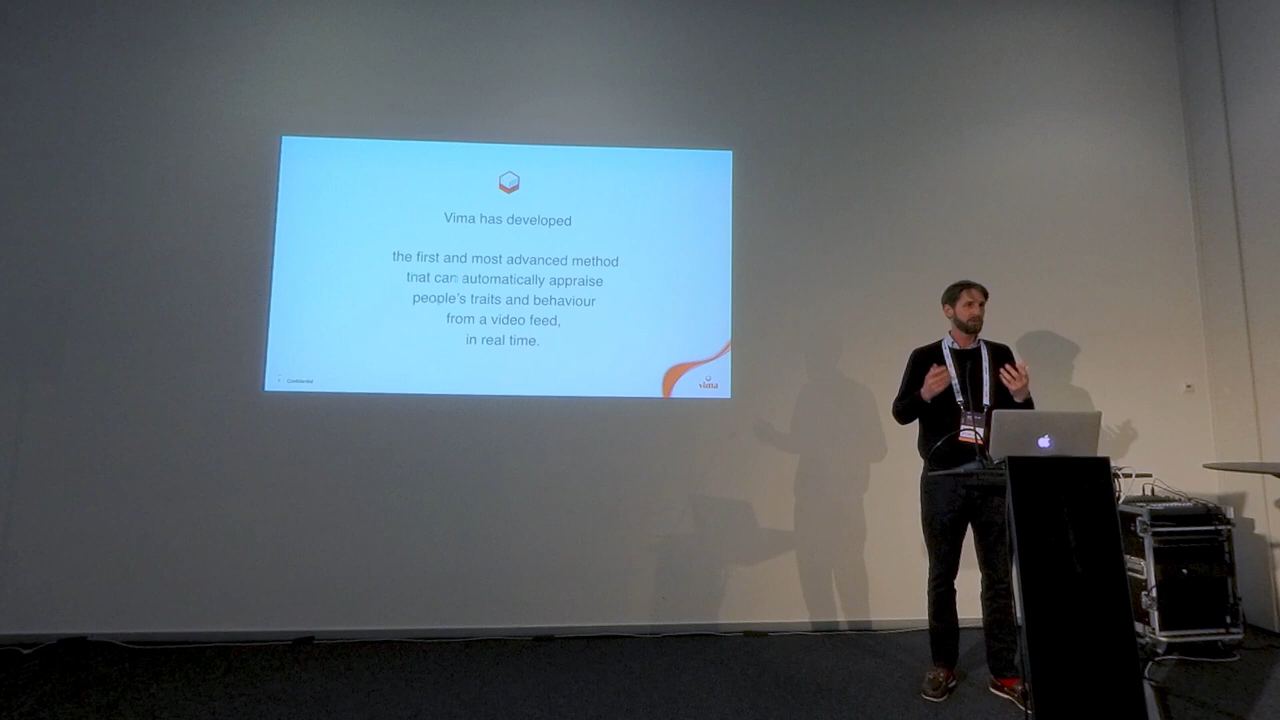 Vima has developed
the first and most advanced method
that can automatically appraise
people's traits and behaviour
from a video feed,
in real time.
Confidential
vima